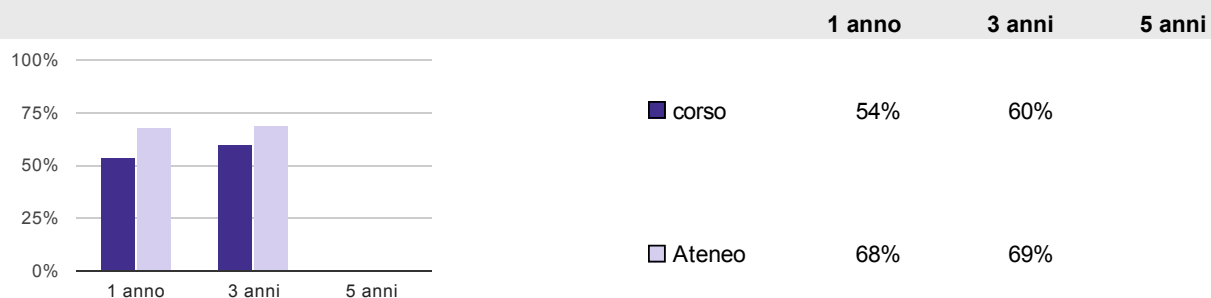 1 anno 3 anni 5 anni
100%
75%
50%
25%
0%
1 anno 3 anni 5 anni
corso 54% 60%
Ateneo 68% 69%